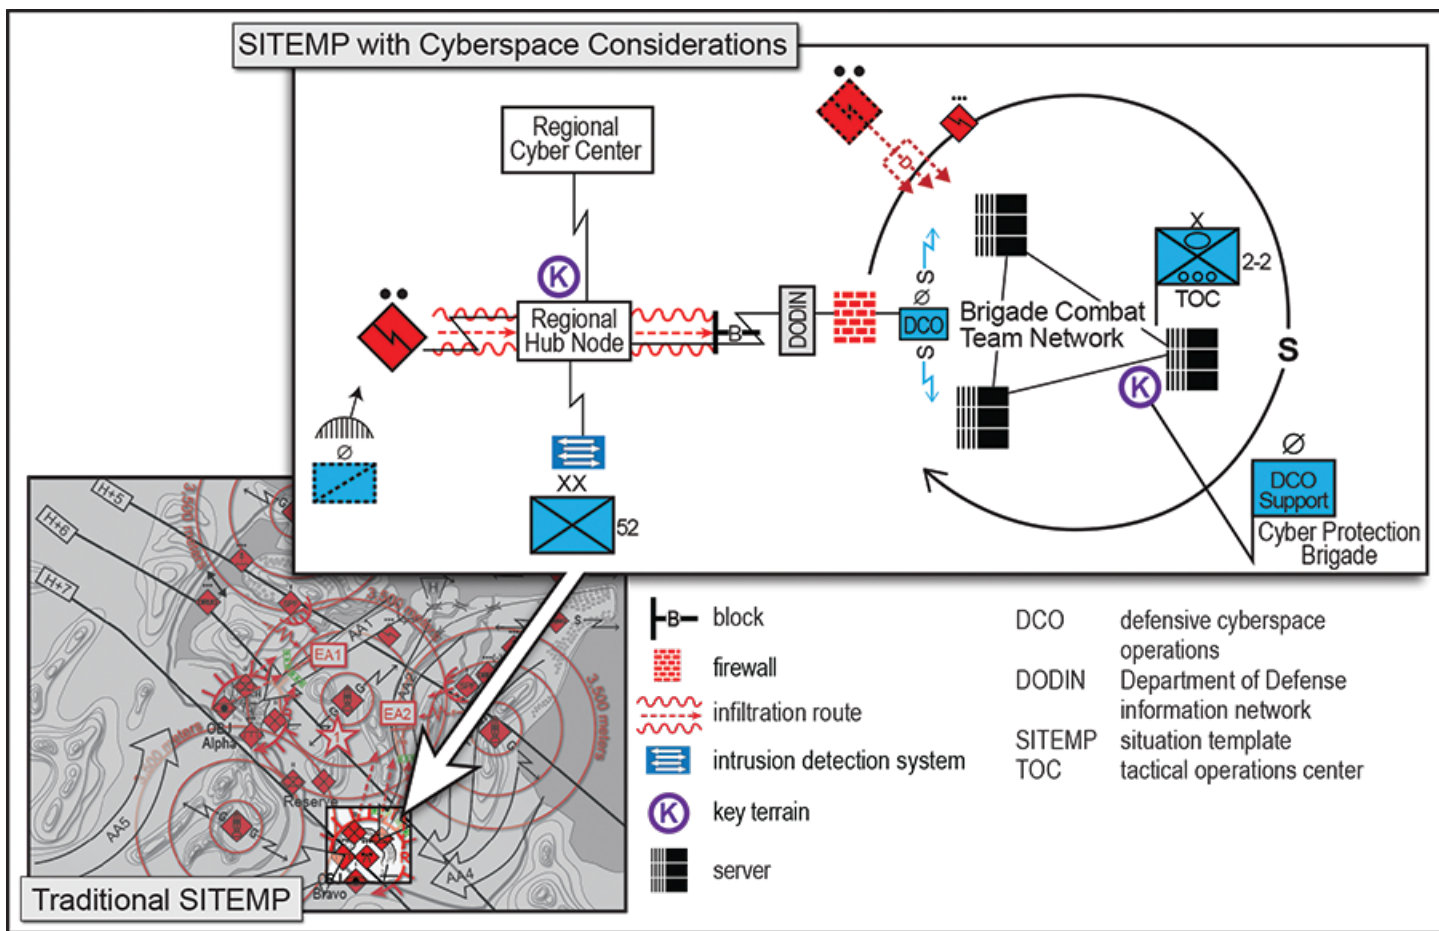 SITEMP with Cyberspace Considerations
Regional
Cyber Center
K
Regional
Hub Node
B
DODIN
D
S
Ø
DCO
S
Brigade Combat
Team Network
X
2-2
TOC
K
S
Ø
DCO
Support
Cyber Protection
Brigade
Ø
XX
52
H+5
H+6
H+7
3,500 meters
AA1
EA1
AA2
EA2
3,500 meters
G
G
G
G
OBJ
Alpha
1
Reserve
AA5
G
G
AA4
OBJ
Bravo
H
S
Traditional SITEMP
B block
firewall
infiltration route
intrusion detection system
K key terrain
server
DCO defensive cyberspace
operations
DODIN Department of Defense
information network
SITEMP situation template
TOC tactical operations center